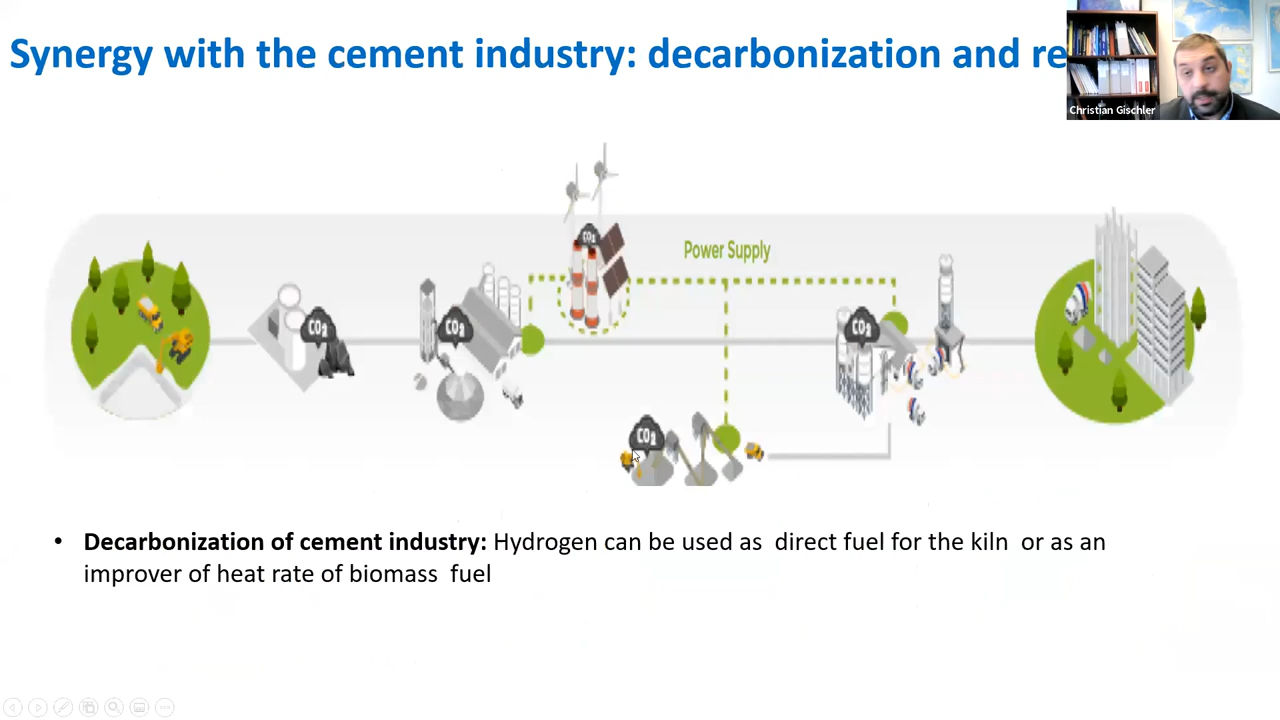 Synergy with the cement industry: decarbonization and re
Christian Gischler
CO₂
Power Supply
CO₂
CO₂
CO₂
CO₂
• Decarbonization of cement industry: Hydrogen can be used as direct fuel for the kiln or as an
improver of heat rate of biomass fuel